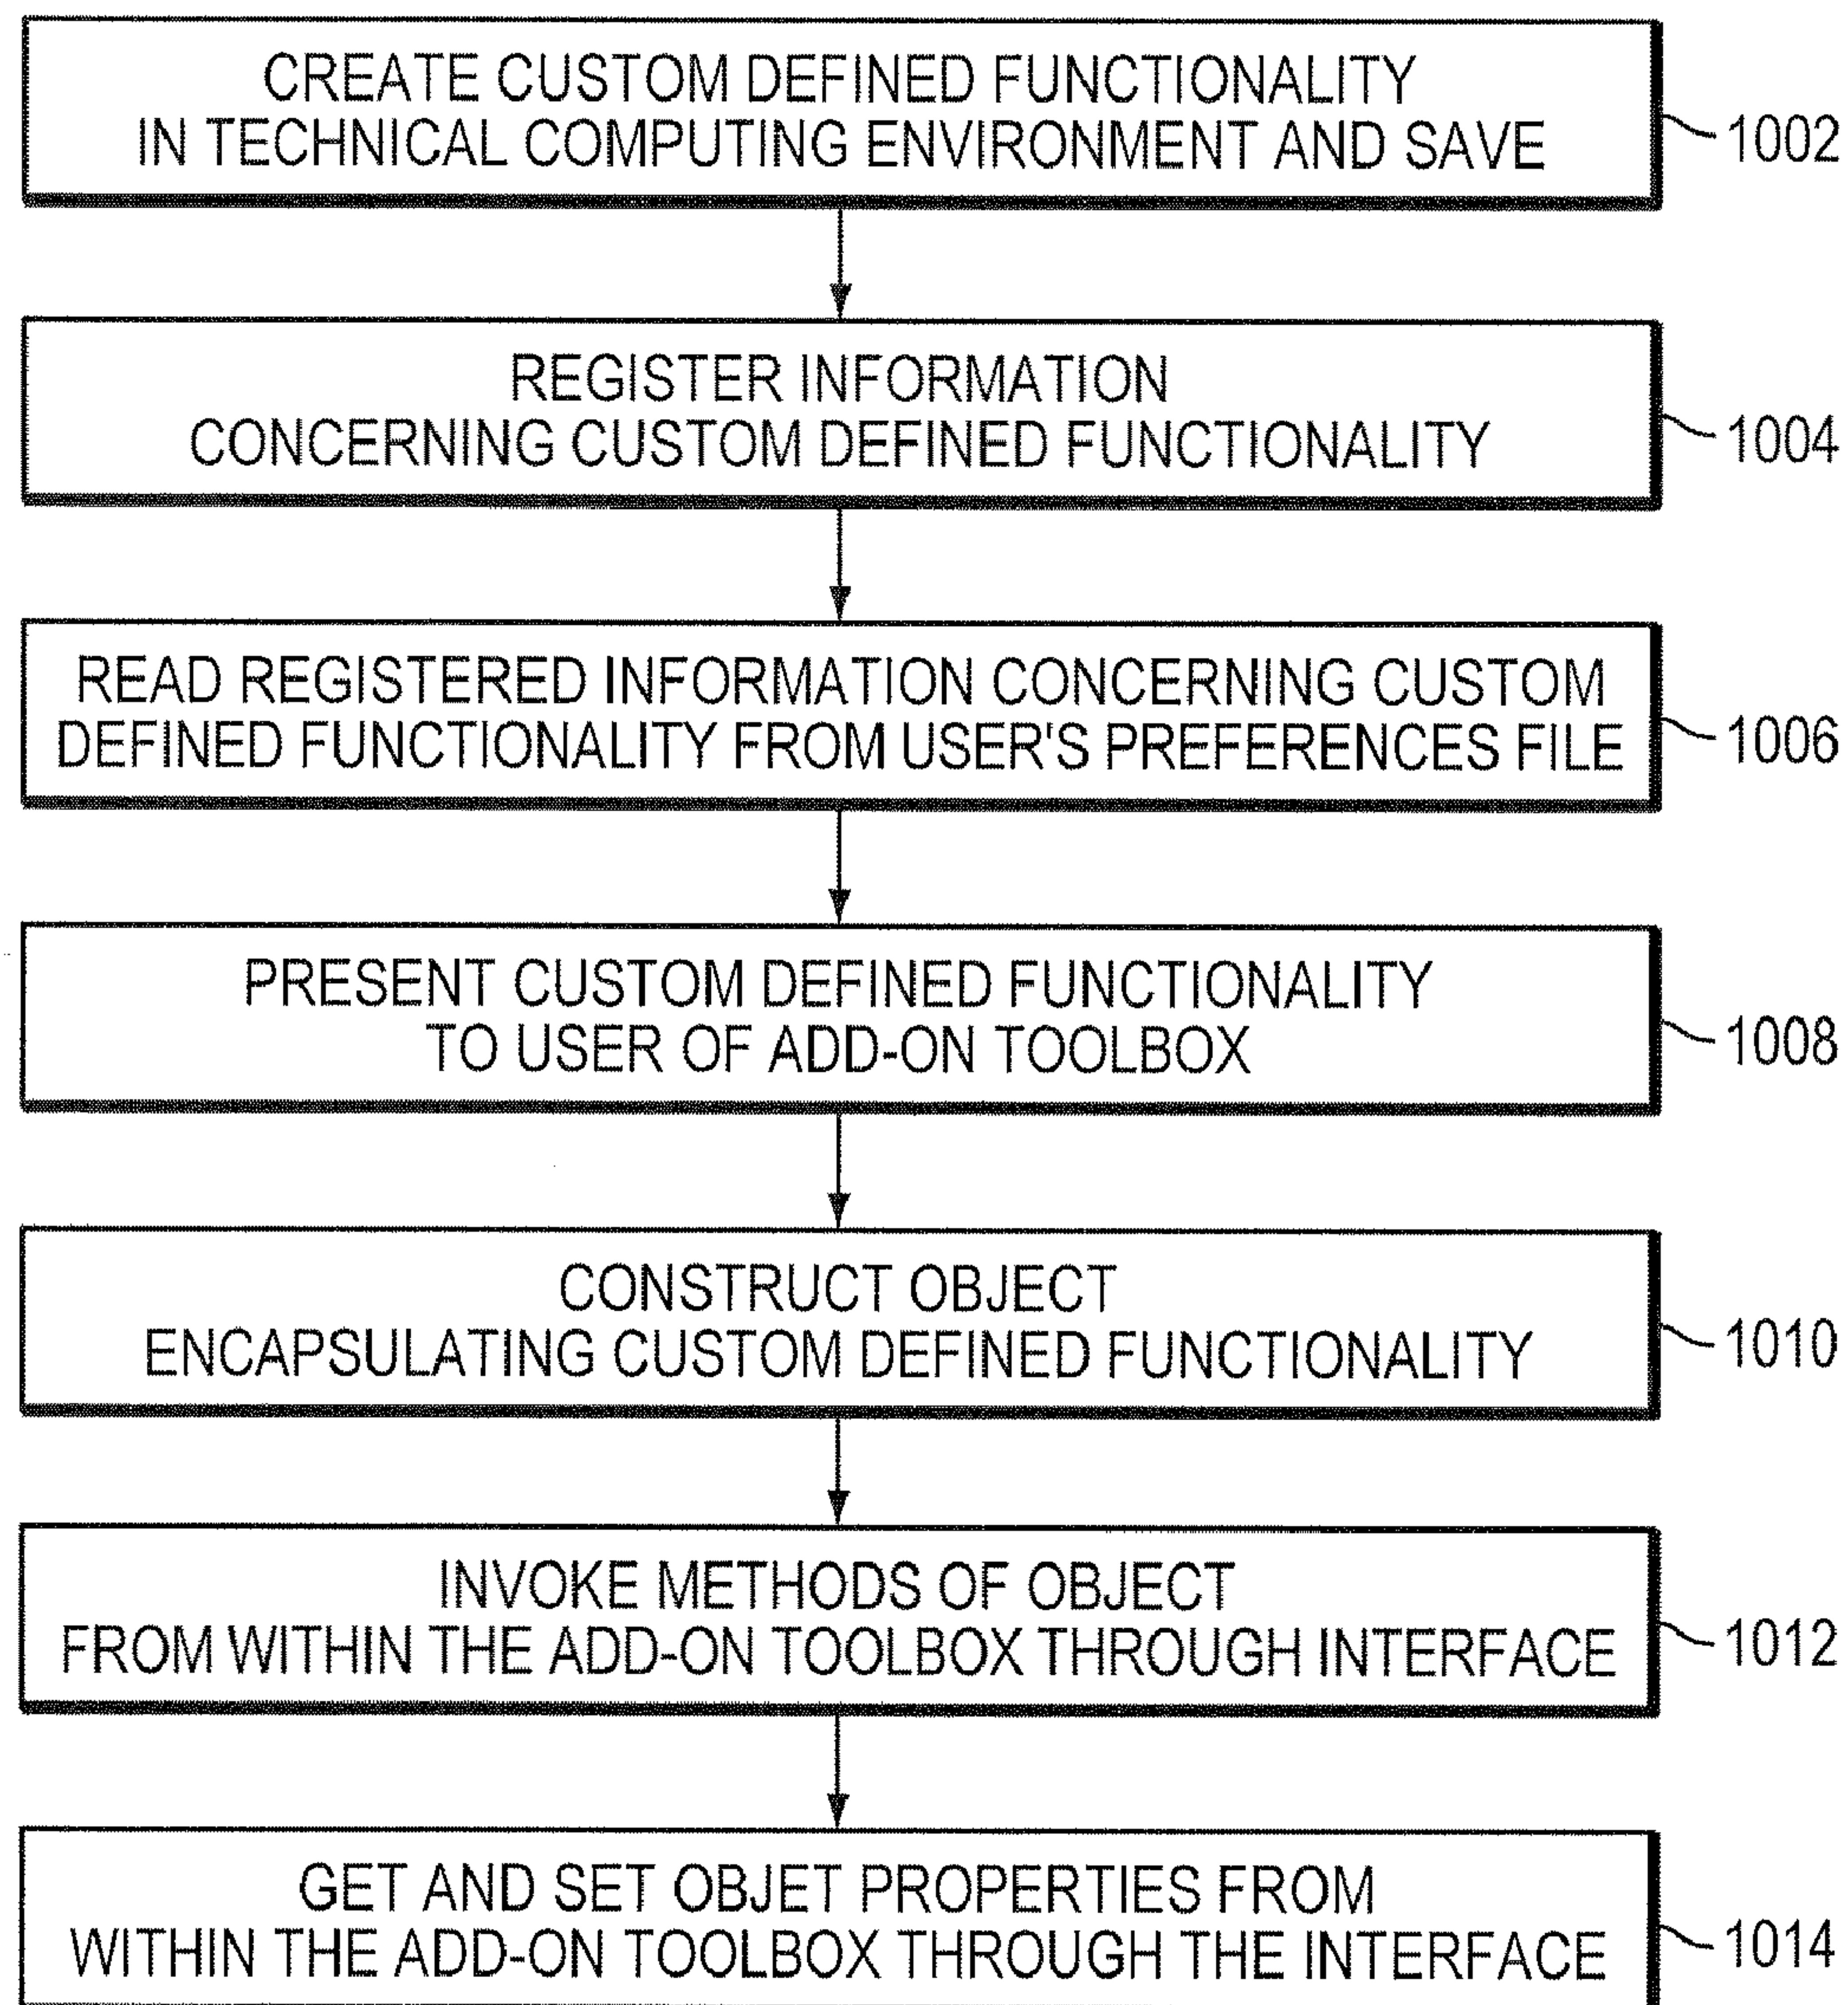 CREATE CUSTOM DEFINED FUNCTIONALITY
IN TECHNICAL COMPUTING ENVIRONMENT AND SAVE
1002
REGISTER INFORMATION
CONCERNING CUSTOM DEFINED FUNCTIONALITY
1004
READ REGISTERED INFORMATION CONCERNING CUSTOM
DEFINED FUNCTIONALITY FROM USER'S PREFERENCES FILE
1006
PRESENT CUSTOM DEFINED FUNCTIONALITY
TO USER OF ADD-ON TOOLBOX
1008
CONSTRUCT OBJECT
ENCAPSULATING CUSTOM DEFINED FUNCTIONALITY
1010
INVOKE METHODS OF OBJECT
FROM WITHIN THE ADD-ON TOOLBOX THROUGH INTERFACE
1012
GET AND SET OBJET PROPERTIES FROM
WITHIN THE ADD-ON TOOLBOX THROUGH THE INTERFACE
1014